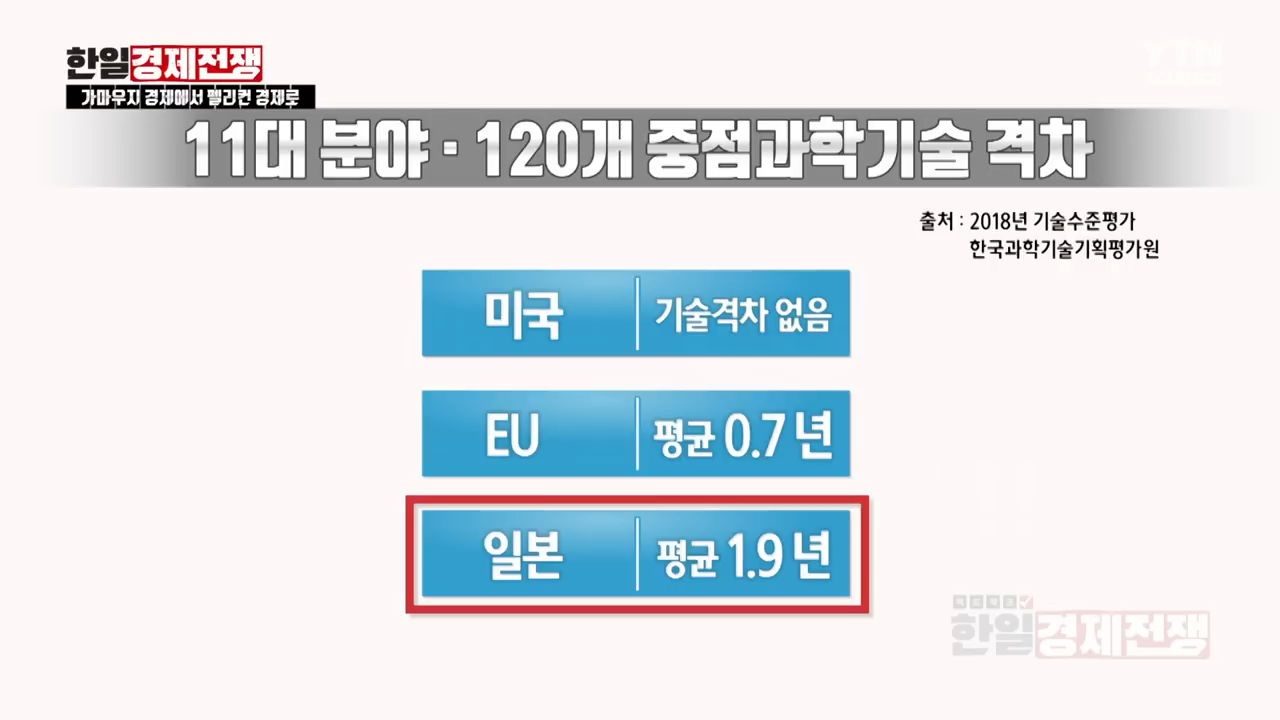 한일경제전쟁
가마우지 경제에서 펠리컨 경제로
YTN
11대 분야·120개 중점과학기술 격차
출처 : 2018년 기술수준평가
한국과학기술기획평가원
미국 기술격차 없음
EU 평균 0.7 년
일본 평균 1.9 년
한일경제전쟁